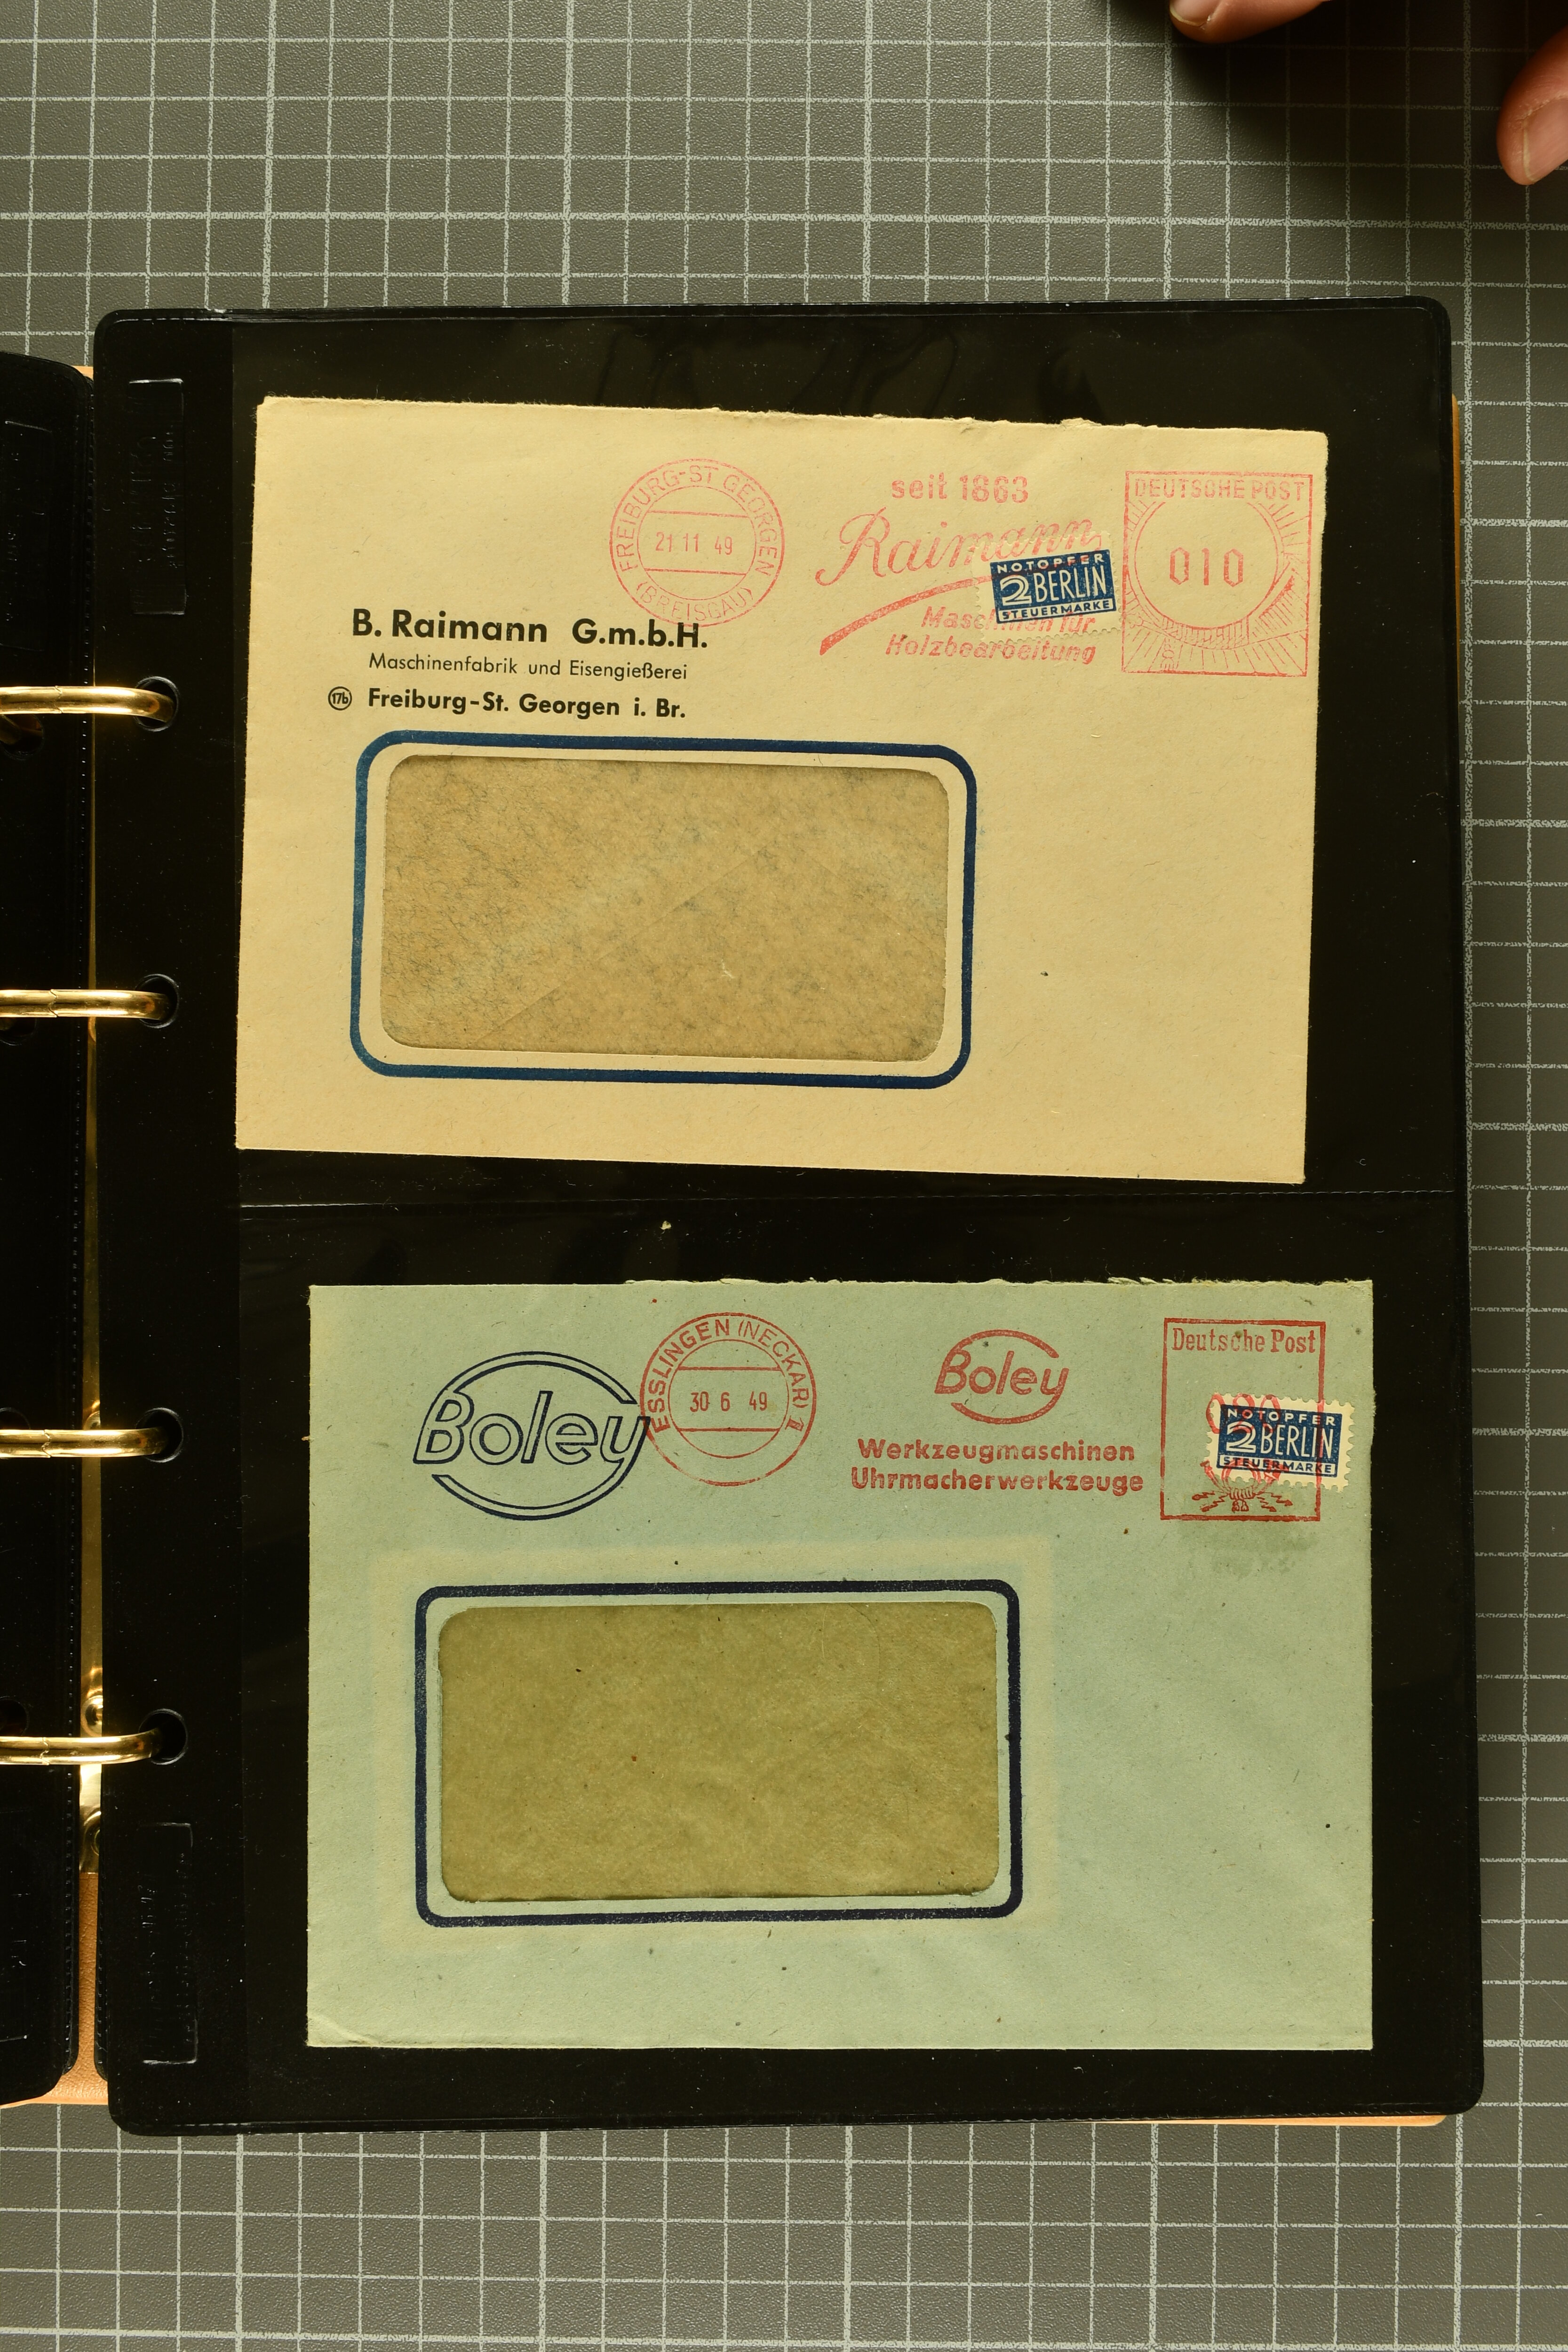 FREIBURG-ST GEORGEN
(BREISGAU)
21 11 49
seit 1863
Raimann
Maschinen für
Holzbearbeitung
NOTOPFER
2 BERLIN
STEUERMARKE
DEUTSCHE POST
010
B. Raimann G.m.b.H.
Maschinenfabrik und Eisengießerei
17b Freiburg-St. Georgen i. Br.
Boley
ESSLINGEN (NECKAR) 1
30 6 49
Boley
Werkzeugmaschinen
Uhrmacherwerkzeuge
Deutsche Post
NOTOPFER
2 BERLIN
STEUERMARKE